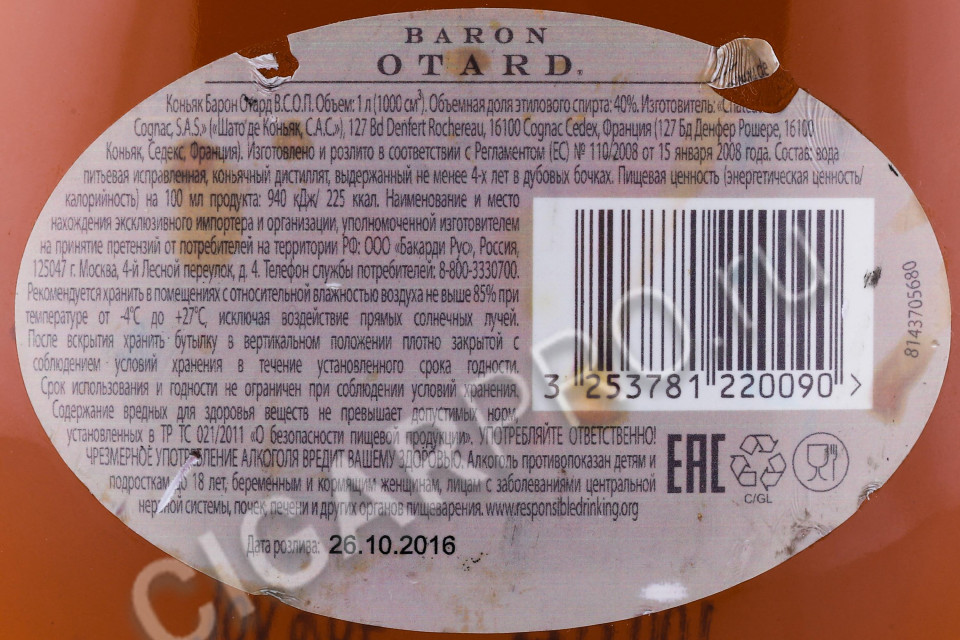 BARON
OTARD
Коньяк Барон Отард В.С.О.П. Объем: 1 л (1000 см³). Объемная доля этилового спирта: 40%. Изготовитель:
Cognac, S.A.S.» («Шато де Коньяк, С.А.С»), 127 Bd Denfert Rochereau, 16100 Cognac Cedex, Франция (127 Бд Денфер Рошере, 16100
Коньяк, Седекс, Франция). Изготовлено и розлито в соответствии с Регламентом (ЕС) № 110/2008 от 15 января 2008 года. Состав: вода
питьевая исправленная, коньячный дистиллят, выдержанный не менее 4-х лет в дубовых бочках. Пищевая ценность (энергетическая ценность/
калорийность) на 100 мл продукта: 940 кДж/ 225 ккал. Наименование и место
нахождения эксклюзивного импортера и организации, уполномоченной изготовителем
на принятие претензий от потребителей на территории РФ: ООО «Бакарди Рус», Россия,
125047 г. Москва, 4-й Лесной переулок, д. 4. Телефон службы потребителей: 8-800-3330700.
Рекомендуется хранить в помещениях с относительной влажностью воздуха не выше 85% при
температуре от -4°C до +27°C, исключая воздействие прямых солнечных лучей.
После вскрытия хранить бутылку в вертикальном положении плотно закрытой с
соблюдением условий хранения в течение установленного срока годности.
Срок использования и годности не ограничен при соблюдении условий хранения.
Содержание вредных для здоровья веществ не превышает допустимых норм,
установленных в ТР ТС 021/2011 «О безопасности пищевой продукции». УПОТРЕБЛЯЙТЕ ОТВЕТСТВЕННО!
ЧРЕЗМЕРНОЕ УПОТРЕБЛЕНИЕ АЛКОГОЛЯ ВРЕДИТ ВАШЕМУ ЗДОРОВЬЮ. Алкоголь противопоказан детям и
подросткам до 18 лет, беременным и кормящим женщинам, лицам с заболеваниями центральной
нервной системы, почек, печени и других органов пищеварения. www.responsibledrinking.org
Дата розлива: 26.10.2016
3 253781 220090 >
8143705680
EAC
C/GL
CIGARPRO.ru